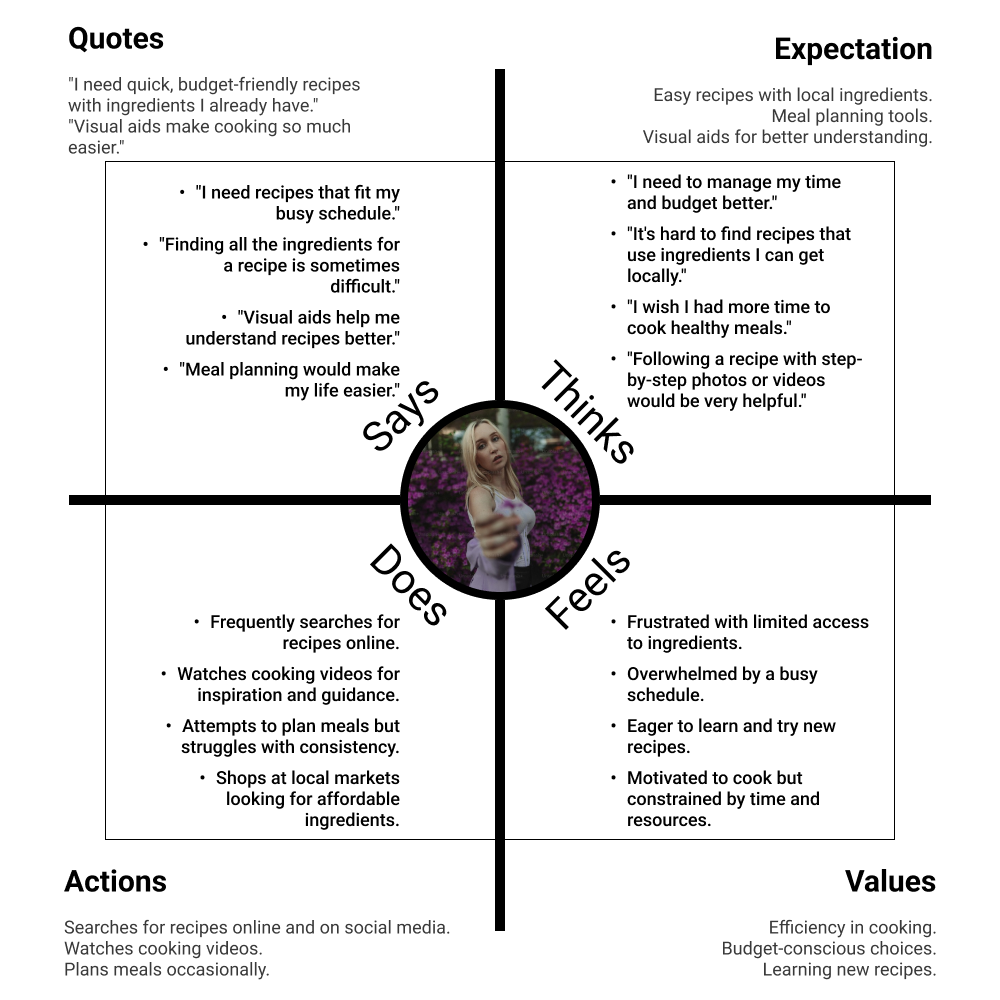 Quotes
"I need quick, budget-friendly recipes
with ingredients I already have."
"Visual aids make cooking so much
easier."
Expectation
Easy recipes with local ingredients.
Meal planning tools.
Visual aids for better understanding.
• "I need recipes that fit my
busy schedule."
• "Finding all the ingredients for
a recipe is sometimes
difficult."
• "Visual aids help me
understand recipes better."
• "Meal planning would make
my life easier."
Says
• "I need to manage my time
and budget better."
• "It's hard to find recipes that
use ingredients I can get
locally."
• "I wish I had more time to
cook healthy meals."
• "Following a recipe with step-
by-step photos or videos
would be very helpful."
Thinks
Does
• Frequently searches for
recipes online.
• Watches cooking videos for
inspiration and guidance.
• Attempts to plan meals but
struggles with consistency.
• Shops at local markets
looking for affordable
ingredients.
Feels
• Frustrated with limited access
to ingredients.
• Overwhelmed by a busy
schedule.
• Eager to learn and try new
recipes.
• Motivated to cook but
constrained by time and
resources.
Actions
Searches for recipes online and on social media.
Watches cooking videos.
Plans meals occasionally.
Values
Efficiency in cooking.
Budget-conscious choices.
Learning new recipes.